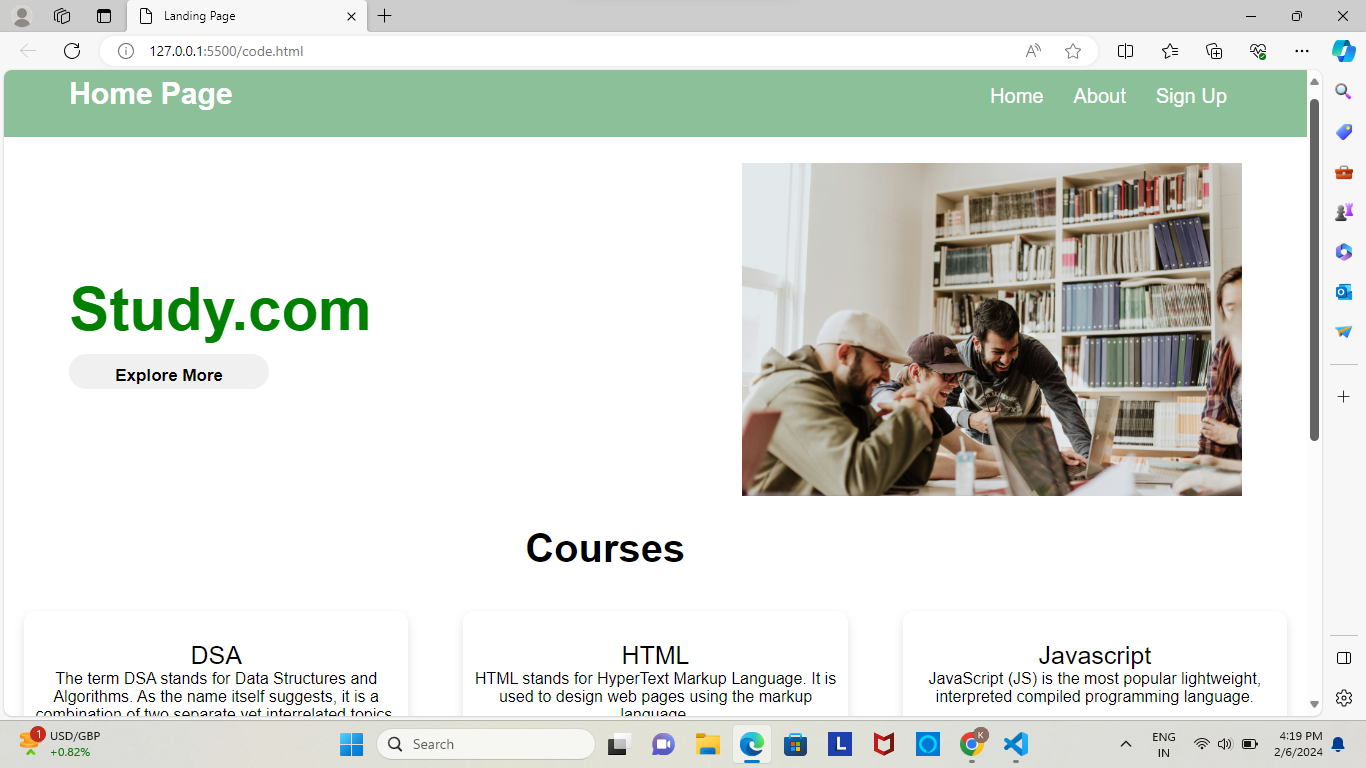 Landing Page
127.0.0.1:5500/code.html
Home Page
Home About Sign Up
Study.com
Explore More
Courses
DSA
The term DSA stands for Data Structures and
Algorithms. As the name itself suggests, it is a
combination of two separate yet interrelated topics
HTML
HTML stands for HyperText Markup Language. It is
used to design web pages using the markup
language.
Javascript
JavaScript (JS) is the most popular lightweight,
interpreted compiled programming language.
1
USD/GBP
+0.82%
Search
L
K
ENG
IN
4:19 PM
2/6/2024